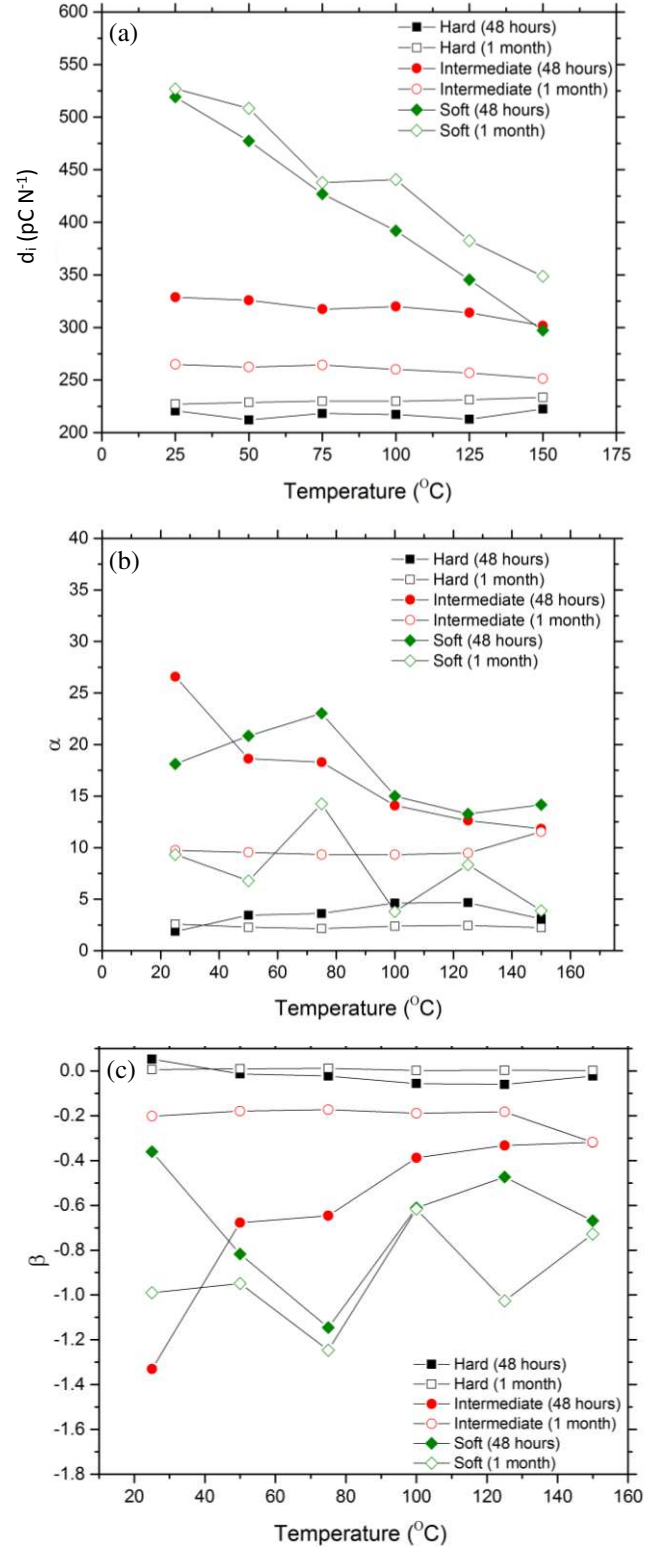 (a)
Hard (48 hours)
Hard (1 month)
Intermediate (48 hours)
Intermediate (1 month)
Soft (48 hours)
Soft (1 month)
600
550
500
450
400
350
300
250
200
dᵢ (pC N⁻¹)
0 25 50 75 100 125 150 175
Temperature (ᴼC)
(b)
Hard (48 hours)
Hard (1 month)
Intermediate (48 hours)
Intermediate (1 month)
Soft (48 hours)
Soft (1 month)
40
35
30
25
20
15
10
5
0
α
0 20 40 60 80 100 120 140 160
Temperature (ᴼC)
(c)
0.0
-0.2
-0.4
-0.6
-0.8
-1.0
-1.2
-1.4
-1.6
-1.8
β
Hard (48 hours)
Hard (1 month)
Intermediate (48 hours)
Intermediate (1 month)
Soft (48 hours)
Soft (1 month)
20 40 60 80 100 120 140 160
Temperature (ᴼC)